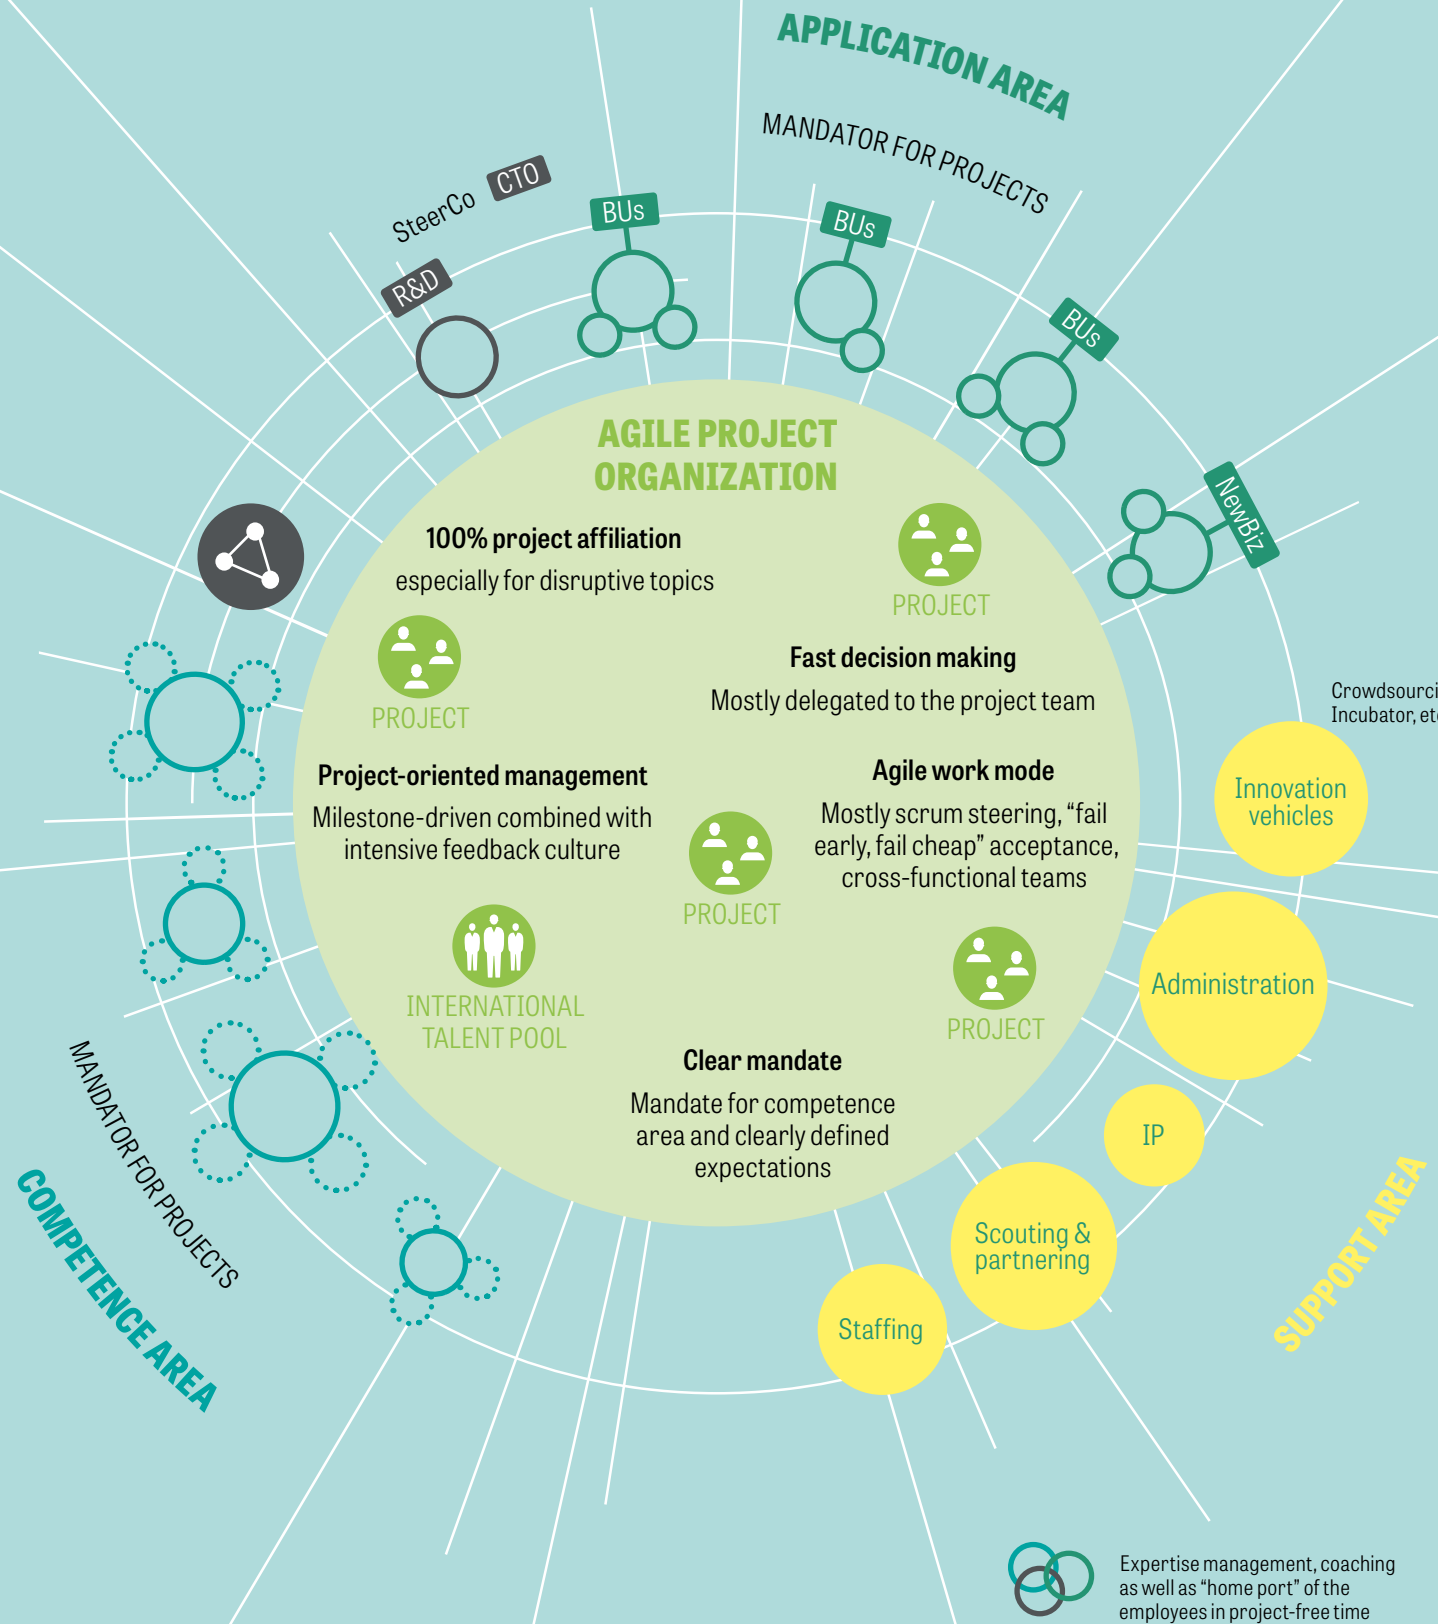 APPLICATION AREA
MANDATOR FOR PROJECTS
SteerCo
CTO
R&D
BUs
BUs
BUs
NewBiz
AGILE PROJECT
ORGANIZATION
100% project affiliation
especially for disruptive topics
PROJECT
PROJECT
Fast decision making
Mostly delegated to the project team
Project-oriented management
Milestone-driven combined with
intensive feedback culture
Agile work mode
Mostly scrum steering, “fail
early, fail cheap” acceptance,
cross-functional teams
PROJECT
INTERNATIONAL
TALENT POOL
PROJECT
Clear mandate
Mandate for competence
area and clearly defined
expectations
Incubator,
Innovation
vehicles
Administration
IP
Scouting &
partnering
Staffing
SUPPORT AREA
MANDATOR FOR PROJECTS
COMPETENCE AREA
Expertise management, coaching
as well as “home port” of the
employees in project-free time